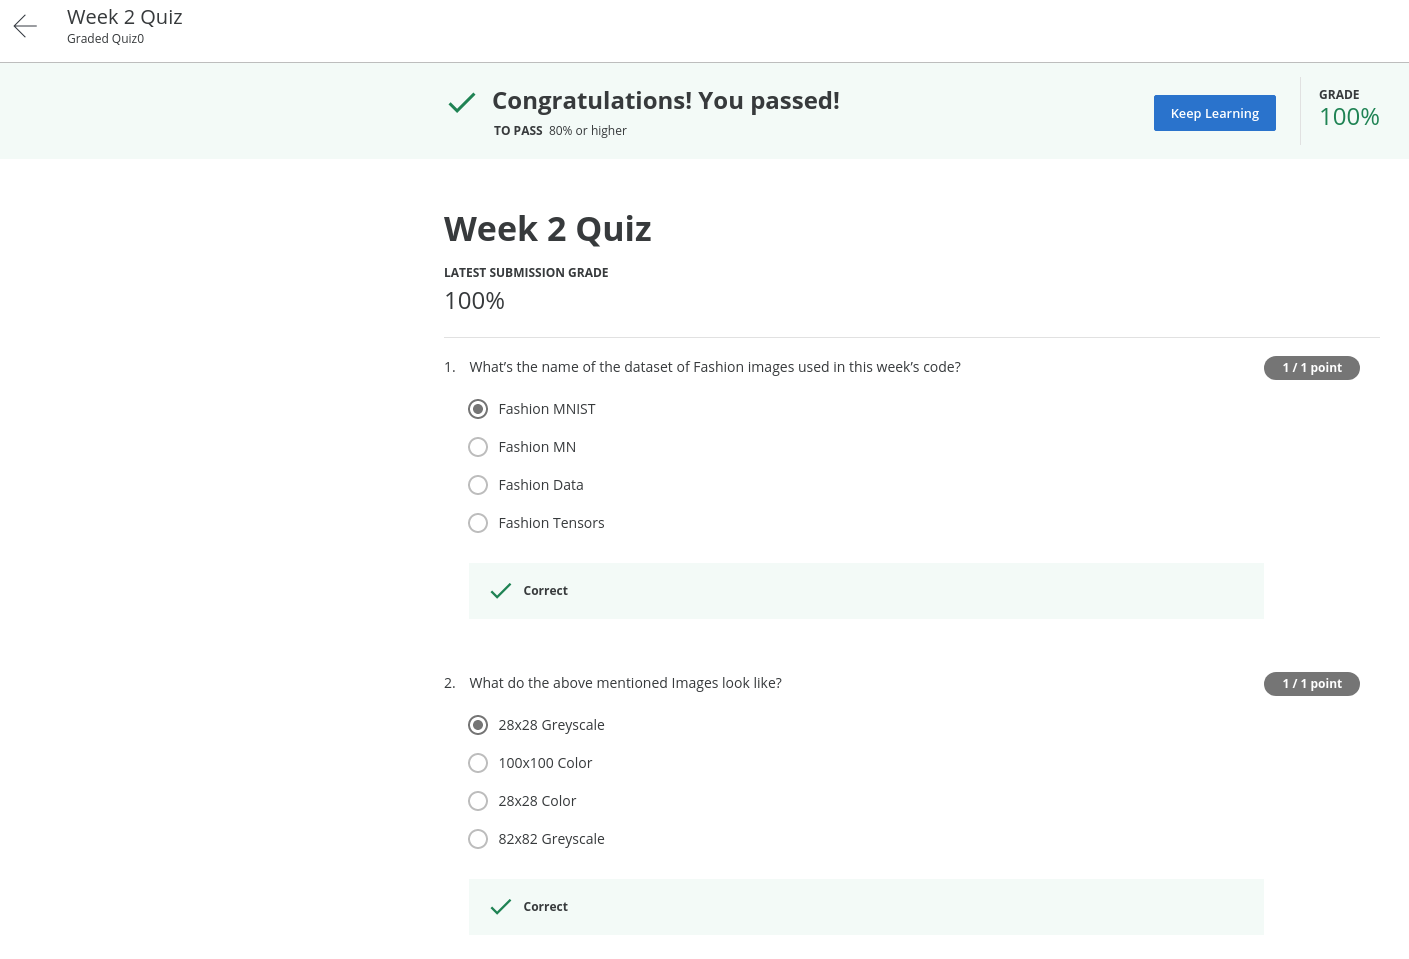 Week 2 Quiz
Graded Quiz0
Congratulations! You passed!
TO PASS 80% or higher
Keep Learning
GRADE
100%
Week 2 Quiz
LATEST SUBMISSION GRADE
100%
1. What's the name of the dataset of Fashion images used in this week's code?
1 / 1 point
Fashion MNIST
Fashion MN
Fashion Data
Fashion Tensors
Correct
2. What do the above mentioned Images look like?
1 / 1 point
28x28 Greyscale
100x100 Color
28x28 Color
82x82 Greyscale
Correct